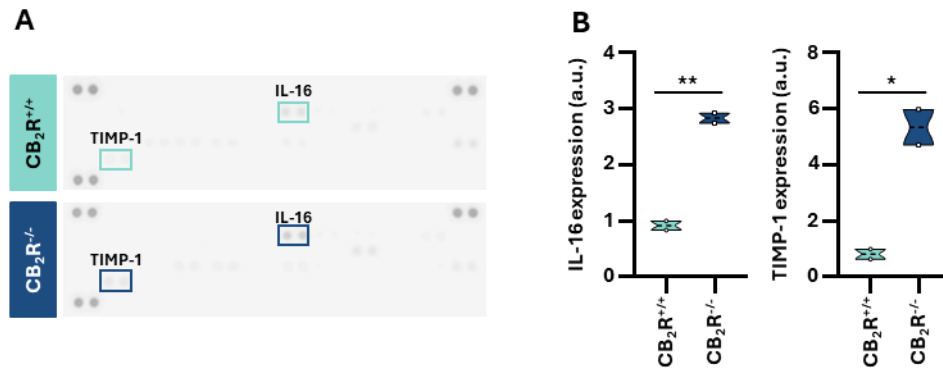 A
CB₂R⁺/⁺
IL-16
TIMP-1
CB₂R⁻/⁻
IL-16
TIMP-1
B
IL-16 expression (a.u.)
4
3
2
1
0
**
CB₂R⁺/⁺
CB₂R⁻/⁻
TIMP-1 expression (a.u.)
8
6
4
2
0
*
CB₂R⁺/⁺
CB₂R⁻/⁻